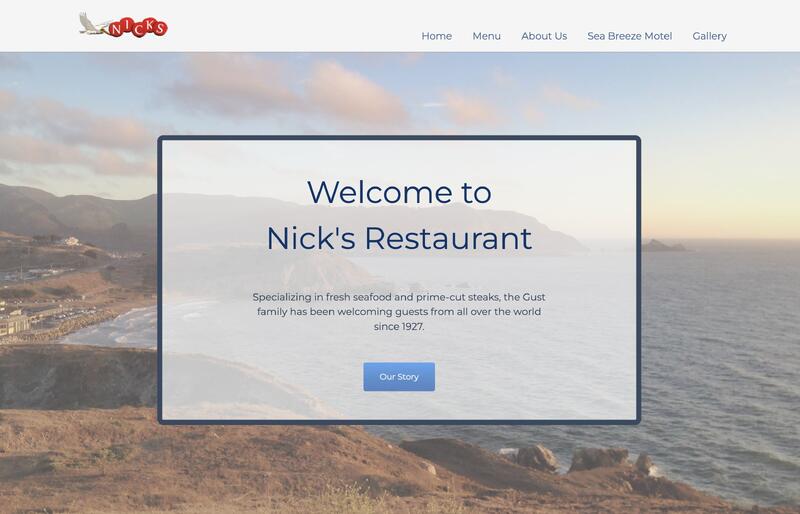 NICKS
Home Menu About Us Sea Breeze Motel Gallery
Welcome to
Nick's Restaurant
Specializing in fresh seafood and prime-cut steaks, the Gust
family has been welcoming guests from all over the world
since 1927.
Our Story